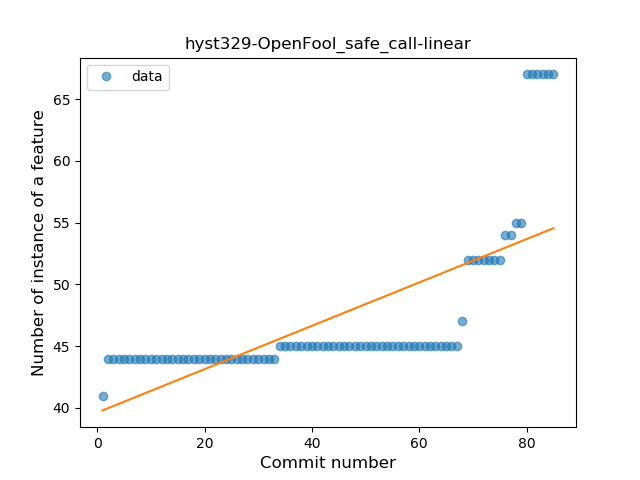 hyst329-OpenFool_safe_call-linear
data
Number of instance of a feature
65
60
55
50
45
40
0 20 40 60 80
Commit number